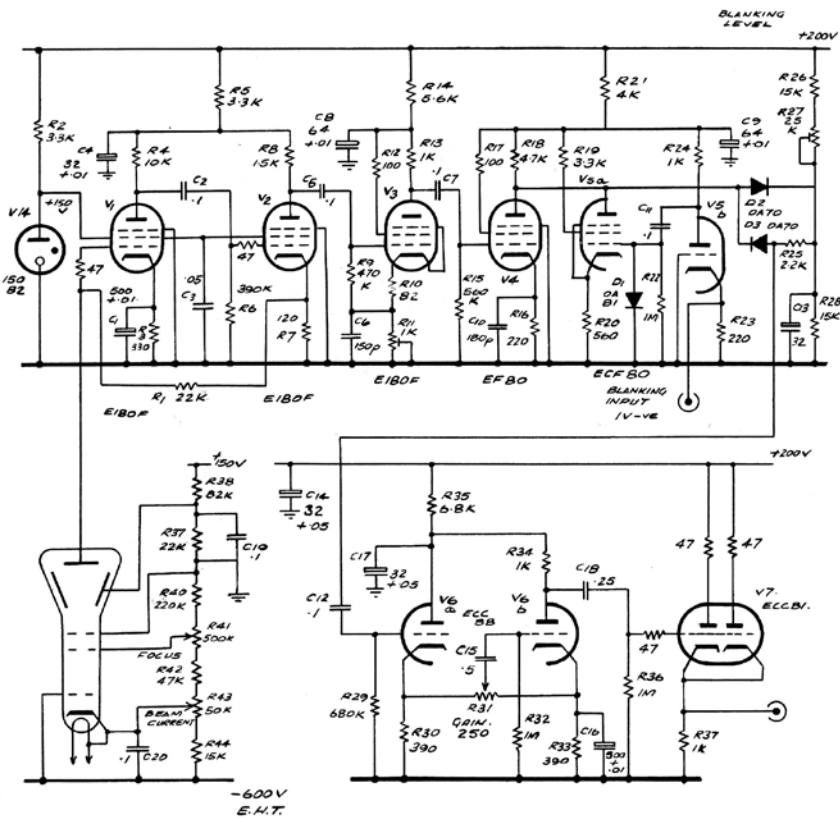 BLANKING
LEVEL
+200V
R2
3.3K
C4
32
+.01
R4
10K
R5
3.3K
R8
1.5K
C8
64
+.01
R14
5.6K
R12
100
R13
1K
C7
.1
R17
100
R18
4.7K
R21
4K
R19
3.3K
V5a
C9
64
+.01
R24
1K
R26
15K
R27
25
K
V14
+150
V
150
B2
V1
C2
.1
V2
C6
.1
V3
V4
C11
.1
V5
b
D2
OA70
D3 OA70
R25
2.2K
47
500
+.01
C1
R3
330
.05
C3
47
390K
R6
120
R7
R9
470
K
R10
82
C6
150p
R11
1K
R15
560
K
C10
180p
R16
220
D1
OA
81
R22
1M
R20
560
R23
220
C13
32
R28
15K
R1 22K
E180F
E180F
E180F
EF80
ECF80
BLANKING
INPUT
1V-VE
+
150V
R38
82K
R37
22K
C19
.1
R40
220K
R41
500K
FOCUS
R42
47K
R43
50K
BEAM
CURRENT
R44
15K
C20
.1
-600V
E.H.T.
+200V
C14
32
+.05
R35
6.8K
C17
32
+.05
R34
1K
C18
.25
47
47
C12
.1
V6
a
ECC
88
V6
b
V7.
ECC81.
C15
.5
47
R29
680K
R31
GAIN.
250
R36
1M
R30
390
R32
1M
R33
390
C16
500
+
.01
R37
1K